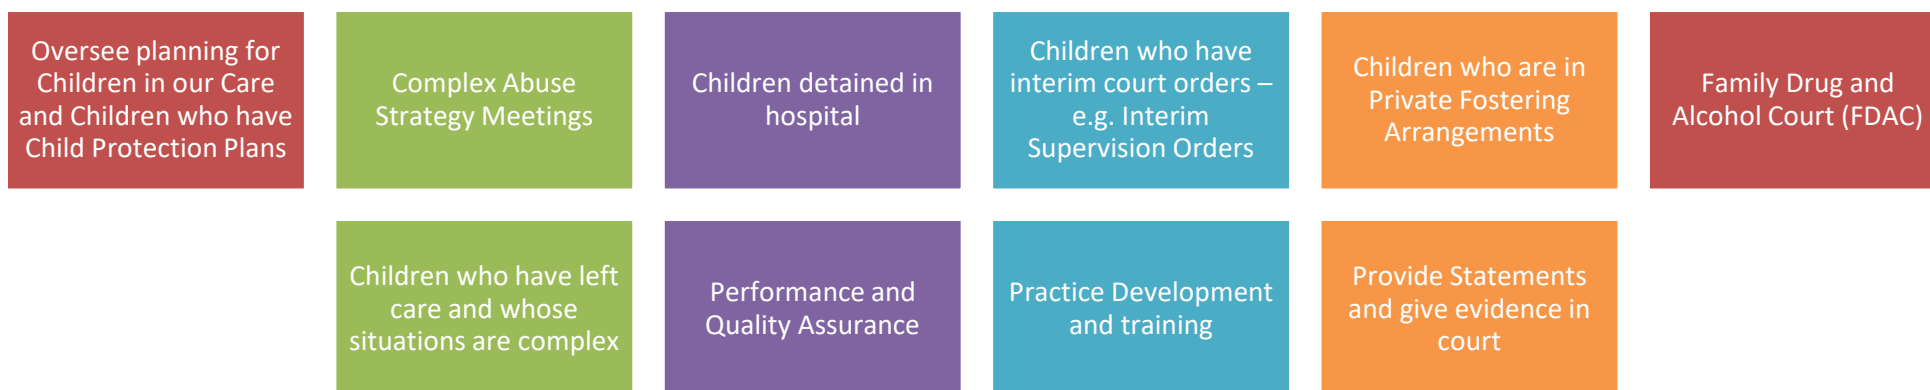 Oversee planning for
Children in our Care
and Children who have
Child Protection Plans
Complex Abuse
Strategy Meetings
Children detained in
hospital
Children who have
interim court orders –
e.g. Interim
Supervision Orders
Children who are in
Private Fostering
Arrangements
Family Drug and
Alcohol Court (FDAC)
Children who have left
care and whose
situations are complex
Performance and
Quality Assurance
Practice Development
and training
Provide Statements
and give evidence in
court